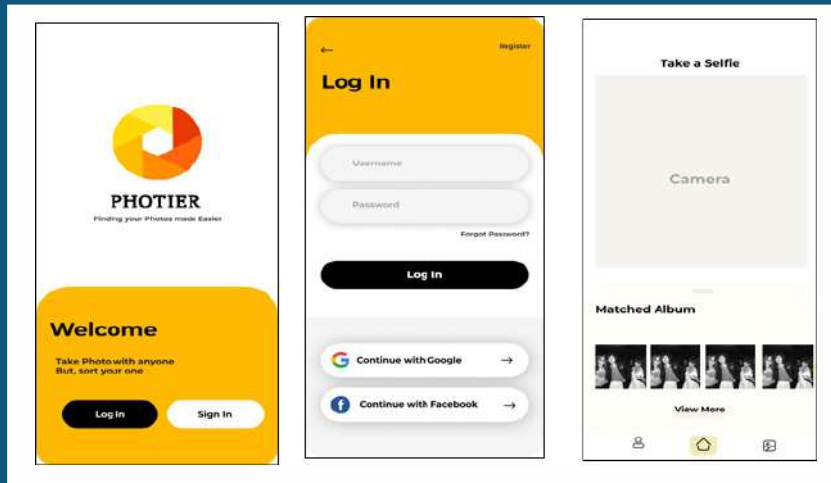 PHOTIER
Finding your Photos made Easier
Welcome
Take Photo with anyone
But, sort your one
Log In
Sign In
Register
Log In
Username
Password
Forgot Password?
Log In
Continue with Google
Continue with Facebook
Take a Selfie
Camera
Matched Album
View More